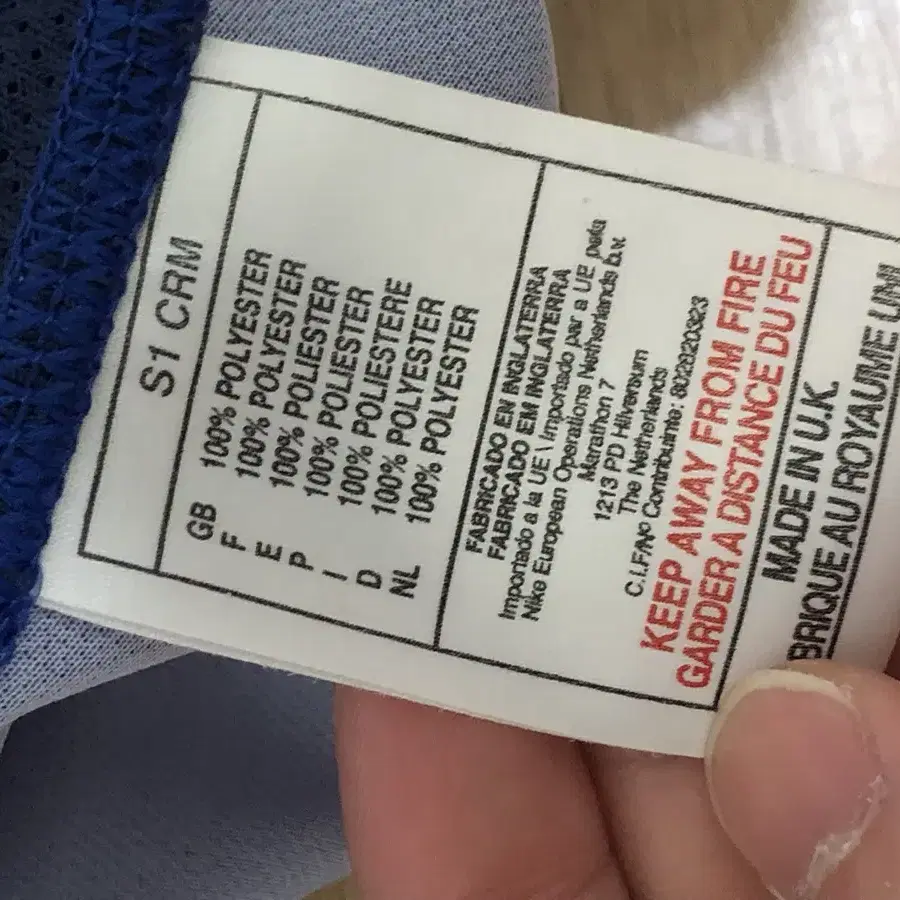 S1 CRM
GB 100% POLYESTER
F 100% POLYESTER
E 100% POLIESTER
P 100% POLIESTER
I 100% POLIESTERE
D 100% POLYESTER
NL 100% POLYESTER
FABRICADO EN INGLATERRA
FABRICADO EM INGLATERRA
Importado a la UE \ Importado par a UE pela
Nike European Operations Netherlands b.v.
Marathon 7
1213 PD Hilversum
The Netherlands
C.I.F/No Contribuinte:
KEEP AWAY FROM FIRE
GARDER A DISTANCE DU FEU
MADE IN U.K
BRIQUE AU ROYAUME UNI